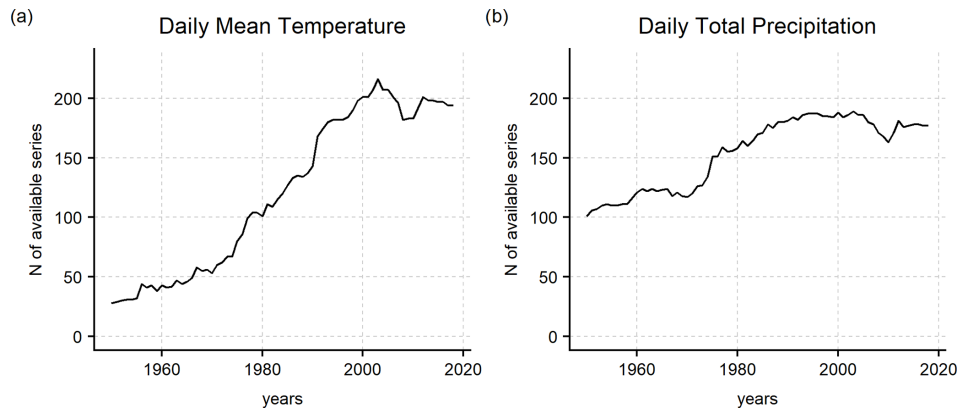 (a)
Daily Mean Temperature
N of available series
200
150
100
50
0
1960
1980
2000
2020
years
(b)
Daily Total Precipitation
N of available series
200
150
100
50
0
1960
1980
2000
2020
years